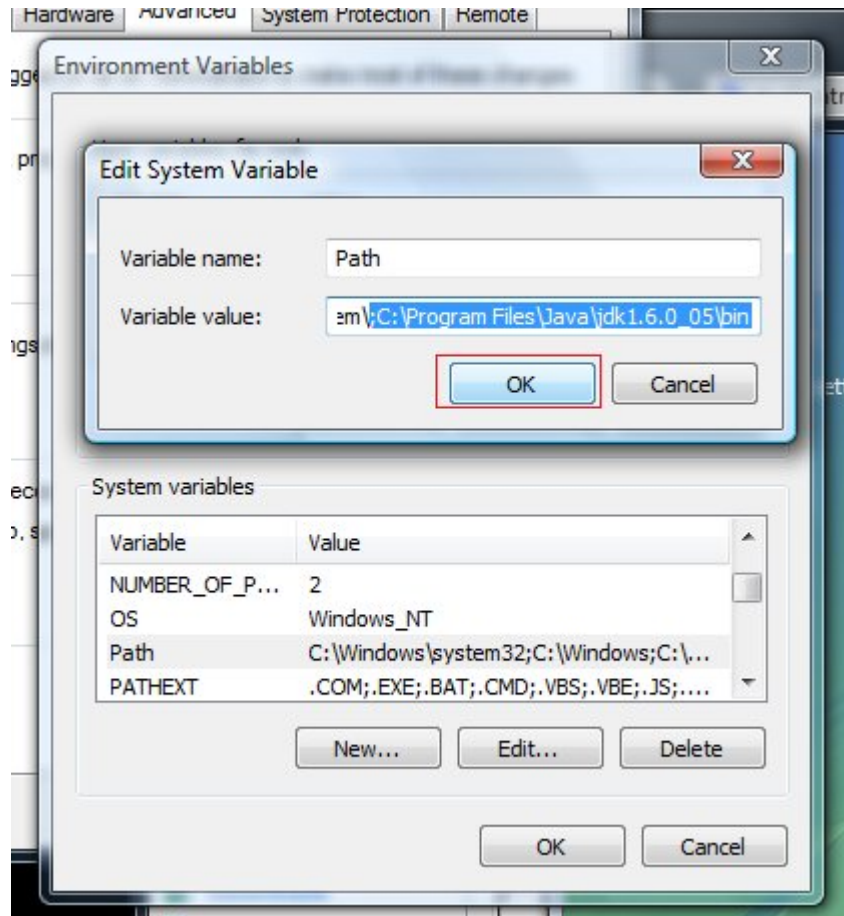 Hardware Advanced System Protection Remote
Environment Variables
Edit System Variable
Variable name: Path
Variable value: em\;C:\Program Files\Java\jdk1.6.0_05\bin
OK Cancel
System variables
Variable Value
NUMBER_OF_P... 2
OS Windows_NT
Path C:\Windows\system32;C:\Windows;C:\...
PATHEXT .COM;.EXE;.BAT;.CMD;.VBS;.VBE;.JS;....
New... Edit... Delete
OK Cancel